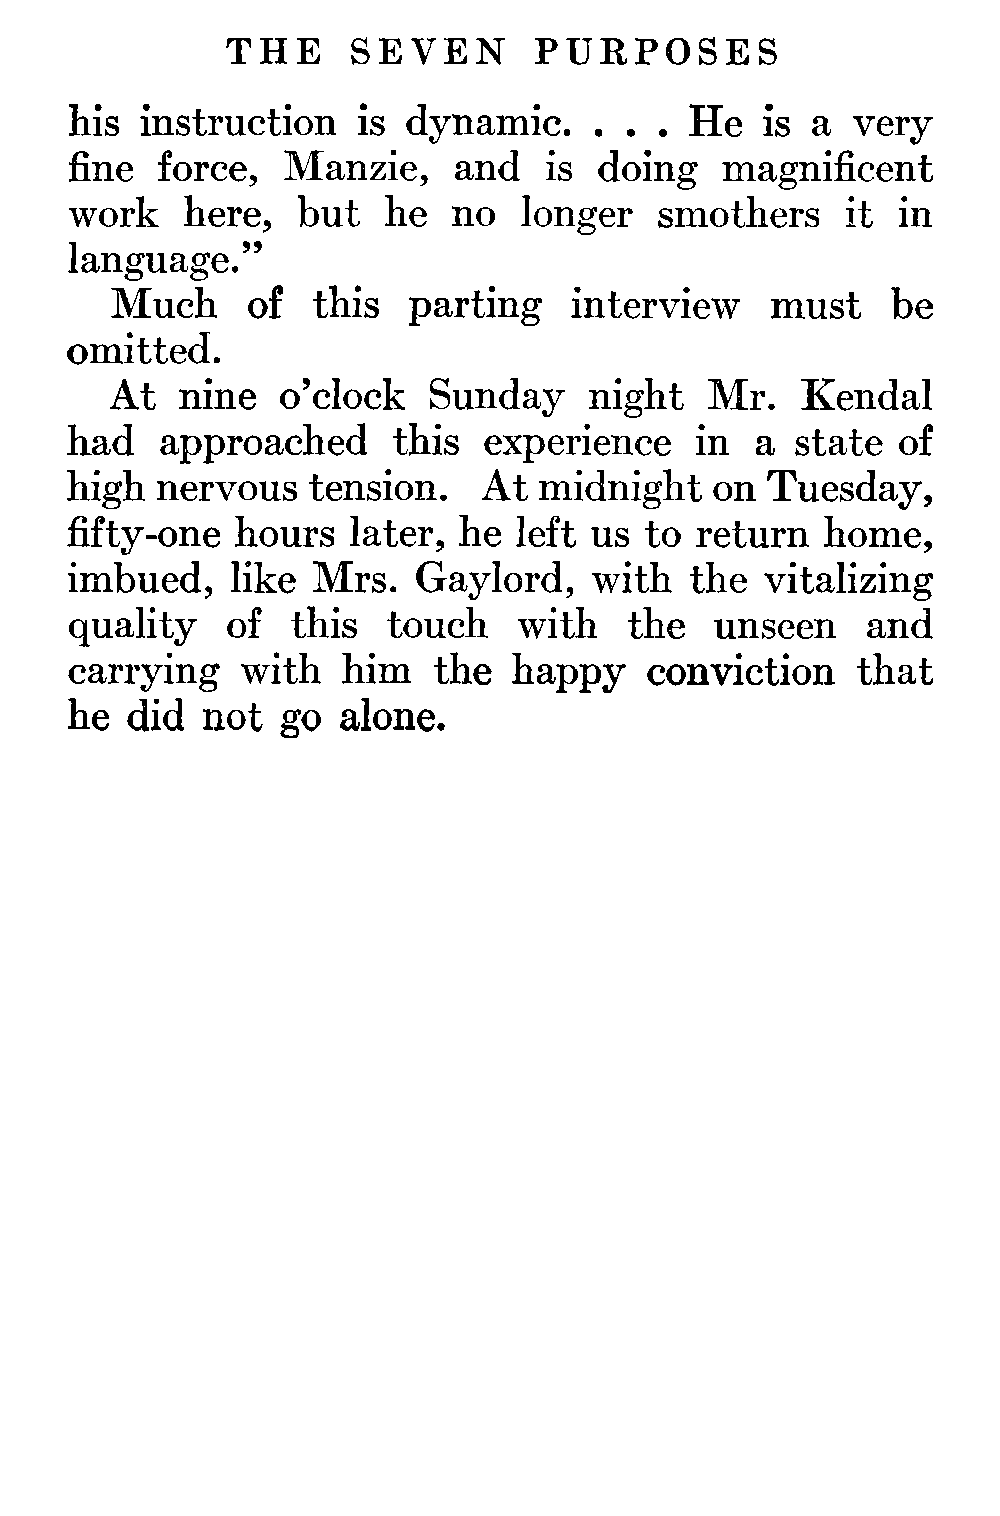 THE SEVEN PURPOSES
his instruction is dynamic. . . . He is a very
fine force, Manzie, and is doing magnificent
work here, but he no longer smothers it in
language.”
Much of this parting interview must be
omitted.
At nine o’clock Sunday night Mr. Kendal
had approached this experience in a state of
high nervous tension. At midnight on Tuesday,
fifty-one hours later, he left us to return home,
imbued, like Mrs. Gaylord, with the vitalizing
quality of this touch with the unseen and
carrying with him the happy conviction that
he did not go alone.